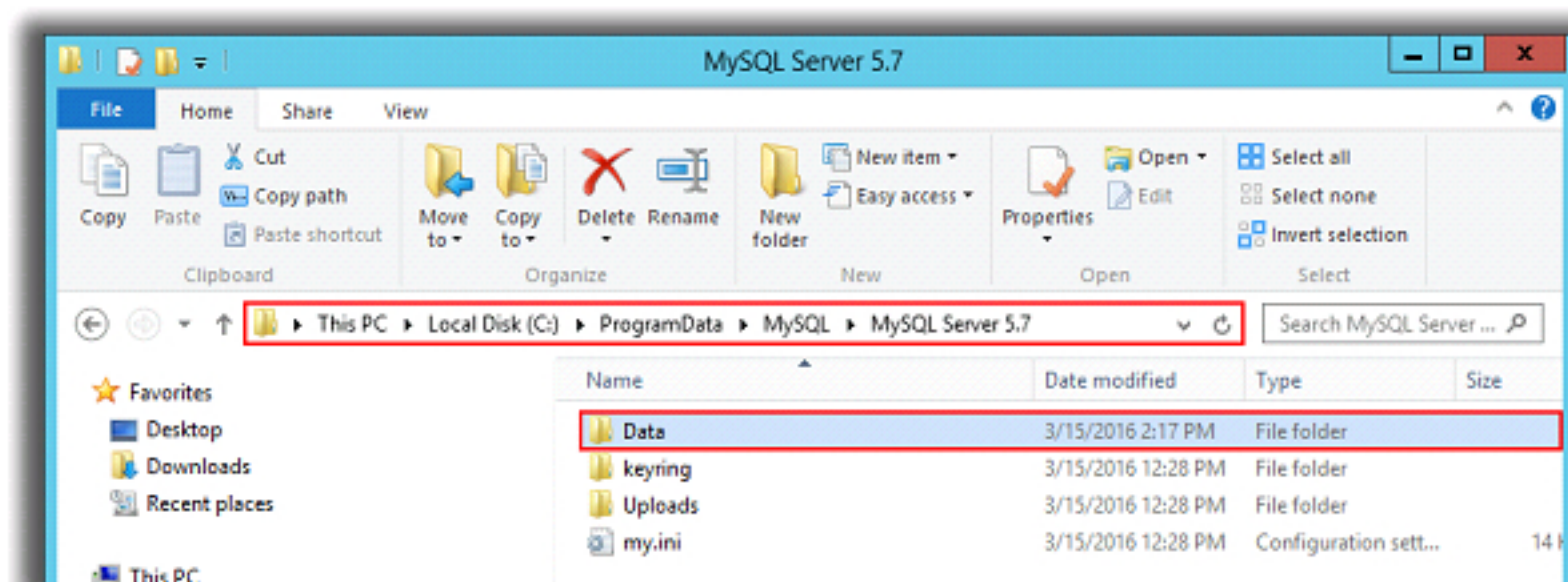 MySQL Server 5.7
File Home Share View
Copy
Paste
Cut
Copy path
Paste shortcut
Clipboard
Move to
Copy to
Delete
Rename
Organize
New folder
New item
Easy access
New
Properties
Open
Edit
Open
Select all
Select none
Invert selection
Select
This PC Local Disk (C:) ProgramData MySQL MySQL Server 5.7
Search MySQL Server ...
Favorites
Desktop
Downloads
Recent places
This PC
Name Date modified Type Size
Data 3/15/2016 2:17 PM File folder
keyring 3/15/2016 12:28 PM File folder
Uploads 3/15/2016 12:28 PM File folder
my.ini 3/15/2016 12:28 PM Configuration sett... 14